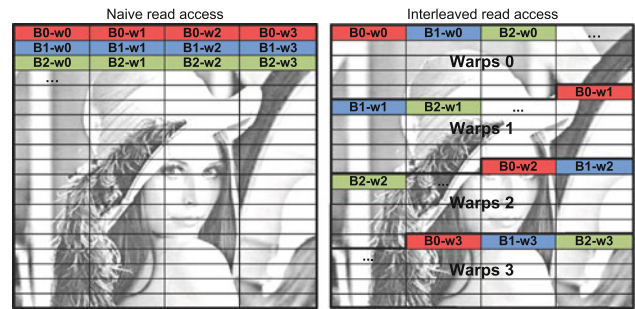 Naive read access
B0-w0 B0-w1 B0-w2 B0-w3
B1-w0 B1-w1 B1-w2 B1-w3
B2-w0 B2-w1 B2-w2 B2-w3
...
Interleaved read access
B0-w0 B1-w0 B2-w0 ...
Warps 0
B0-w1
B1-w1 B2-w1 ...
Warps 1
B0-w2 B1-w2
B2-w2 ...
Warps 2
B0-w3 B1-w3 B2-w3
...
Warps 3